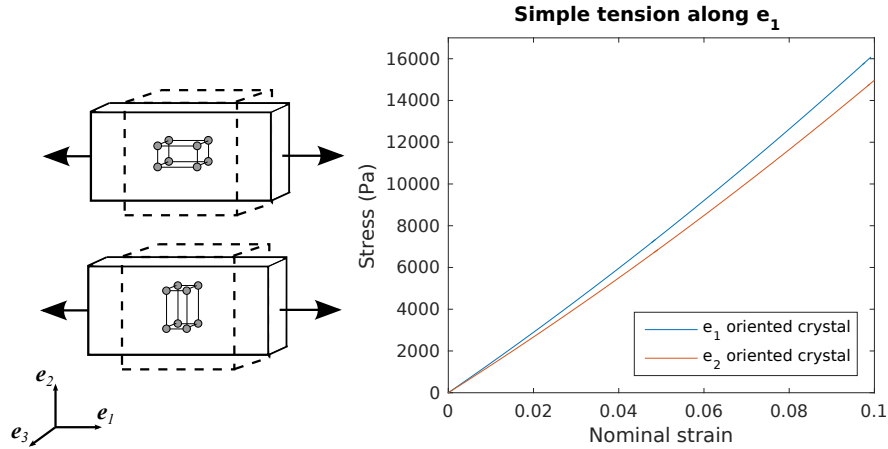 Simple tension along e₁
16000
14000
12000
10000
8000
6000
4000
2000
0
Stress (Pa)
e₁ oriented crystal
e₂ oriented crystal
0 0.02 0.04 0.06 0.08 0.1
Nominal strain
e₂
e₁
e₃